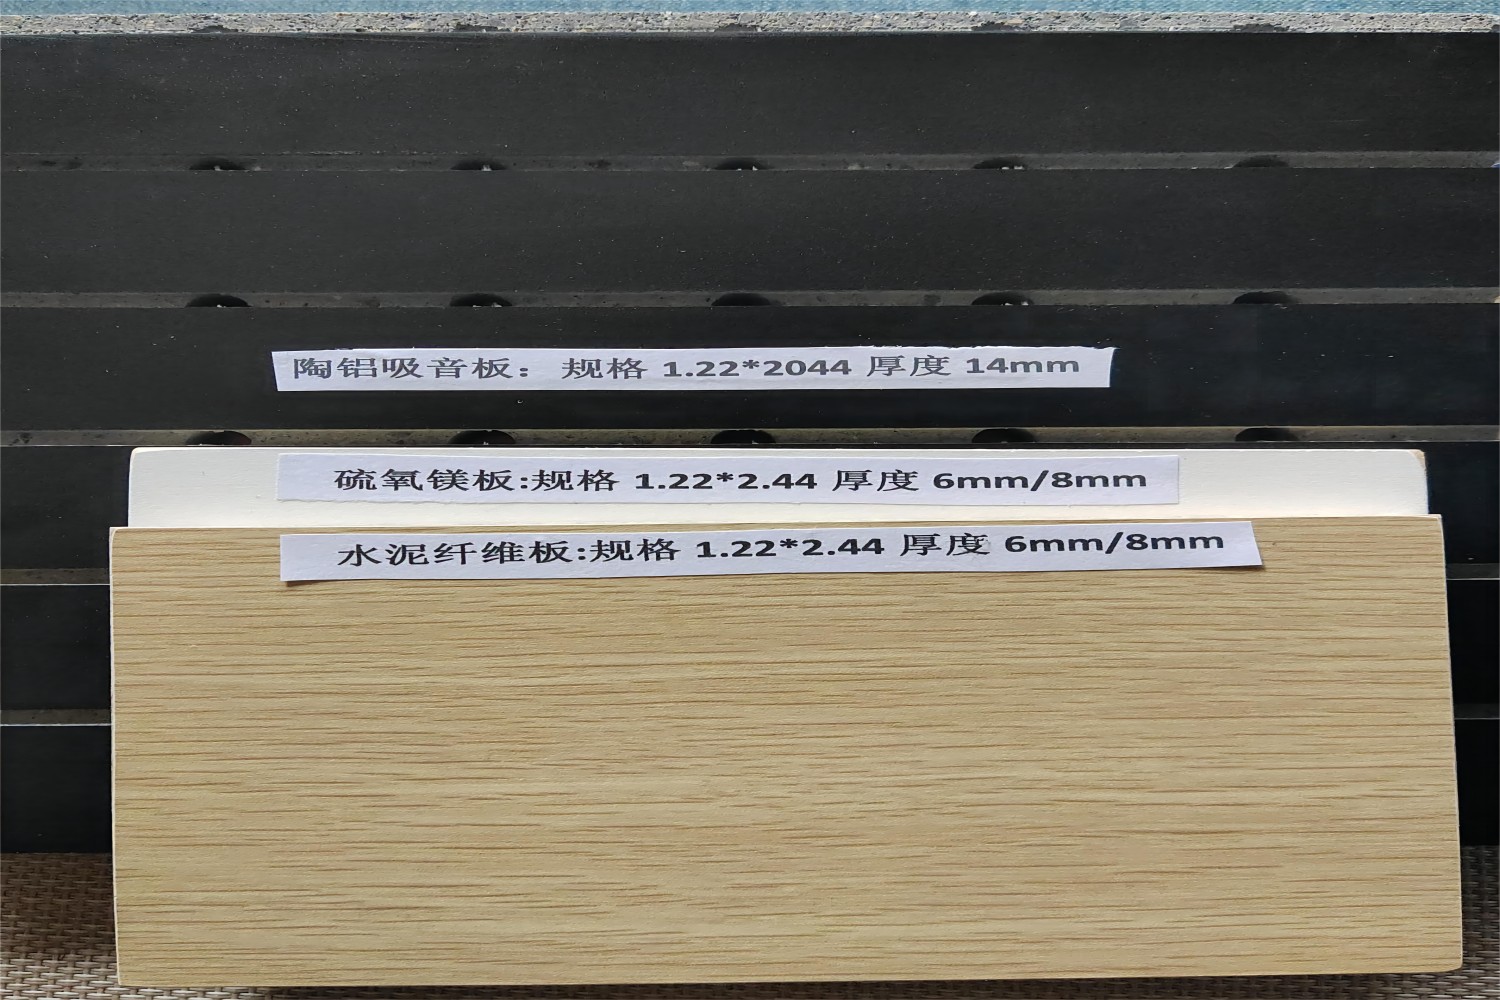 陶铝吸音板：规格 1.22*2044 厚度 14mm
硫氧镁板:规格 1.22*2.44 厚度 6mm/8mm
水泥纤维板:规格 1.22*2.44 厚度 6mm/8mm